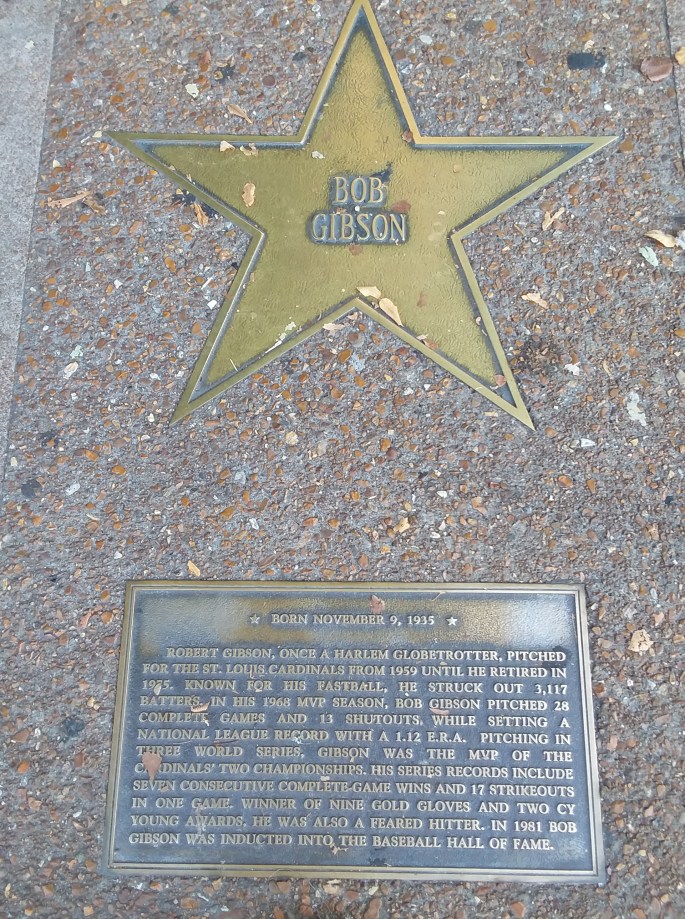 BOB
GIBSON
★ BORN NOVEMBER 9, 1935 ★
ROBERT GIBSON, ONCE A HARLEM GLOBETROTTER, PITCHED
FOR THE ST. LOUIS CARDINALS FROM 1959 UNTIL HE RETIRED IN
1975. KNOWN FOR HIS FASTBALL, HE STRUCK OUT 3,117
BATTERS. IN HIS 1968 MVP SEASON, BOB GIBSON PITCHED 28
COMPLETE GAMES AND 13 SHUTOUTS, WHILE SETTING A
NATIONAL LEAGUE RECORD WITH A 1.12 E.R.A. PITCHING IN
THREE WORLD SERIES, GIBSON WAS THE MVP OF THE
CARDINALS' TWO CHAMPIONSHIPS. HIS SERIES RECORDS INCLUDE
SEVEN CONSECUTIVE COMPLETE-GAME WINS AND 17 STRIKEOUTS
IN ONE GAME. WINNER OF NINE GOLD GLOVES AND TWO CY
YOUNG AWARDS, HE WAS ALSO A FEARED HITTER. IN 1981 BOB
GIBSON WAS INDUCTED INTO THE BASEBALL HALL OF FAME.